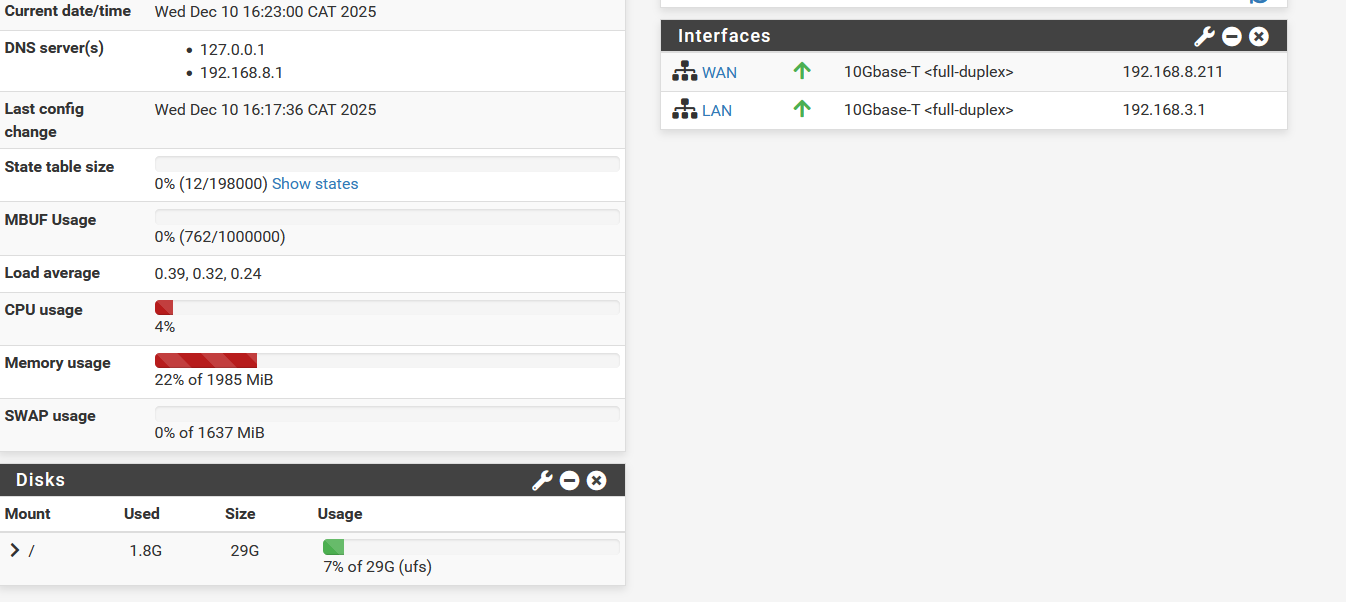 Current date/time Wed Dec 10 16:23:00 CAT 2025
DNS server(s)
127.0.0.1
192.168.8.1
Last config change Wed Dec 10 16:17:36 CAT 2025
State table size
0% (12/198000) Show states
MBUF Usage
0% (762/1000000)
Load average 0.39, 0.32, 0.24
CPU usage
4%
Memory usage
22% of 1985 MiB
SWAP usage
0% of 1637 MiB
Disks
Mount Used Size Usage
/ 1.8G 29G
7% of 29G (ufs)
Interfaces
WAN 10Gbase-T <full-duplex> 192.168.8.211
LAN 10Gbase-T <full-duplex> 192.168.3.1